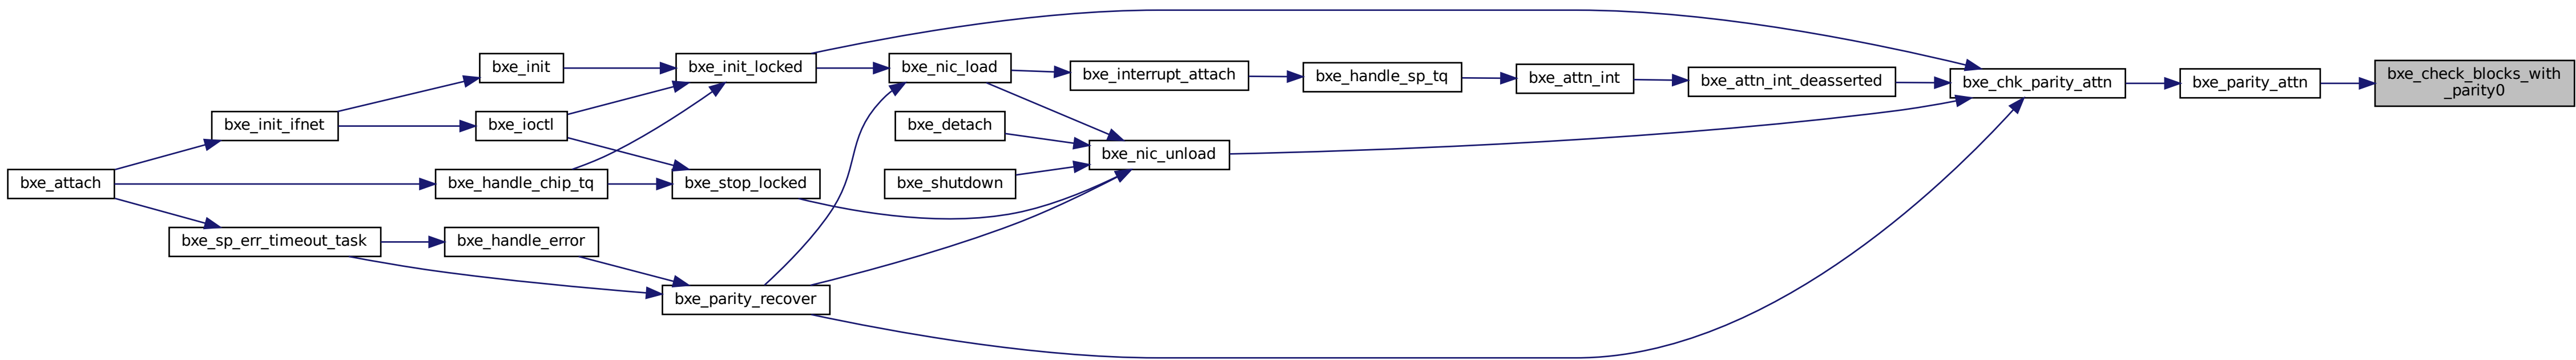 bxe_attach
bxe_init_ifnet
bxe_sp_err_timeout_task
bxe_init
bxe_ioctl
bxe_handle_chip_tq
bxe_handle_error
bxe_init_locked
bxe_stop_locked
bxe_parity_recover
bxe_nic_load
bxe_detach
bxe_shutdown
bxe_nic_unload
bxe_interrupt_attach
bxe_handle_sp_tq
bxe_attn_int
bxe_attn_int_deasserted
bxe_chk_parity_attn
bxe_parity_attn
bxe_check_blocks_with
_parity0